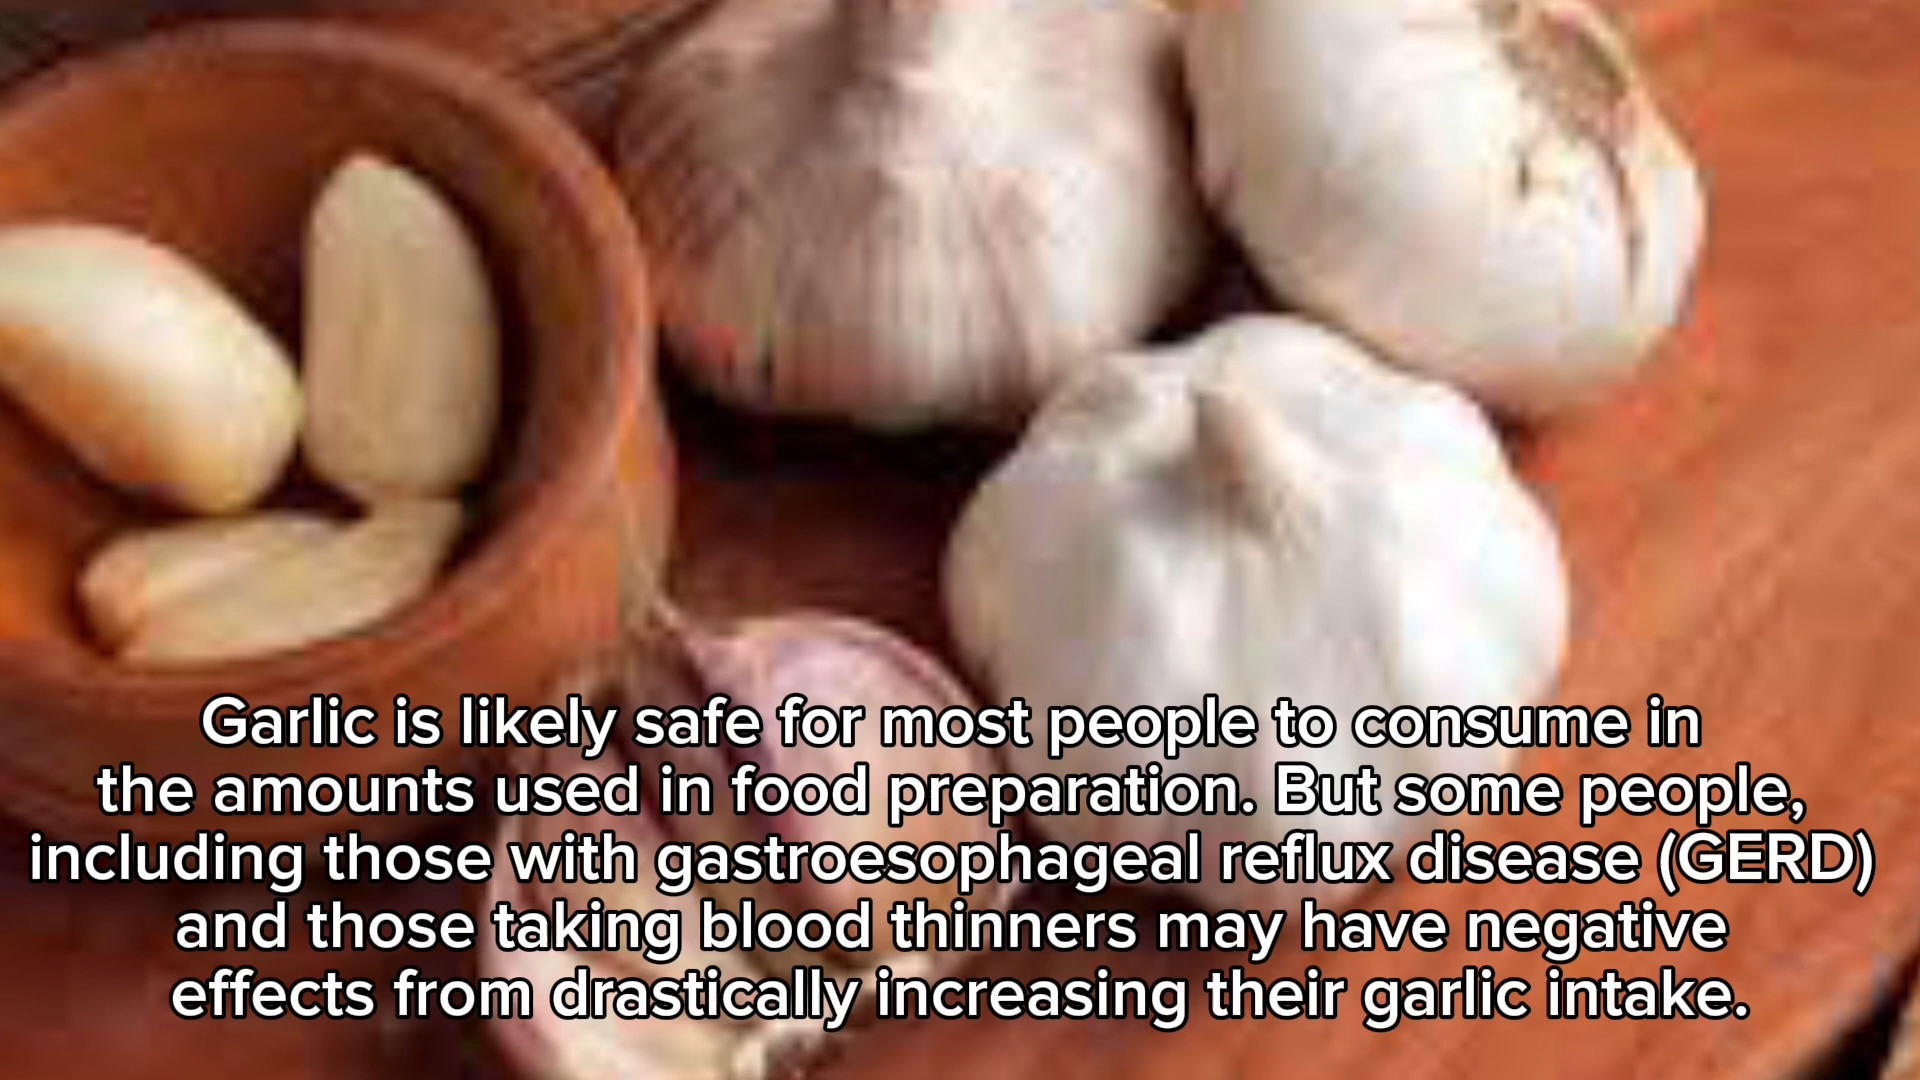 Garlic is likely safe for most people to consume in
the amounts used in food preparation. But some people,
including those with gastroesophageal reflux disease (GERD)
and those taking blood thinners may have negative
effects from drastically increasing their garlic intake.